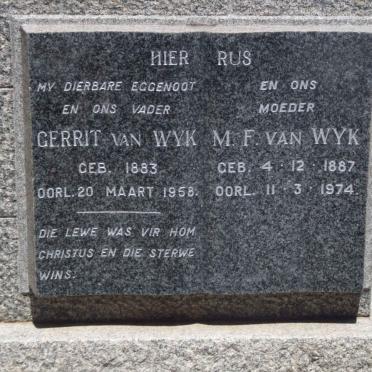 HIER RUS
MY DIERBARE EGGENOOT
EN ONS VADER
GERRIT VAN WYK
GEB. 1883
OORL. 20 MAART 1958.
DIE LEWE WAS VIR HOM
CHRISTUS EN DIE STERWE
WINS.
EN ONS
MOEDER
M. F. VAN WYK
GEB. 4·12·1887
OORL. 11·3·1974.